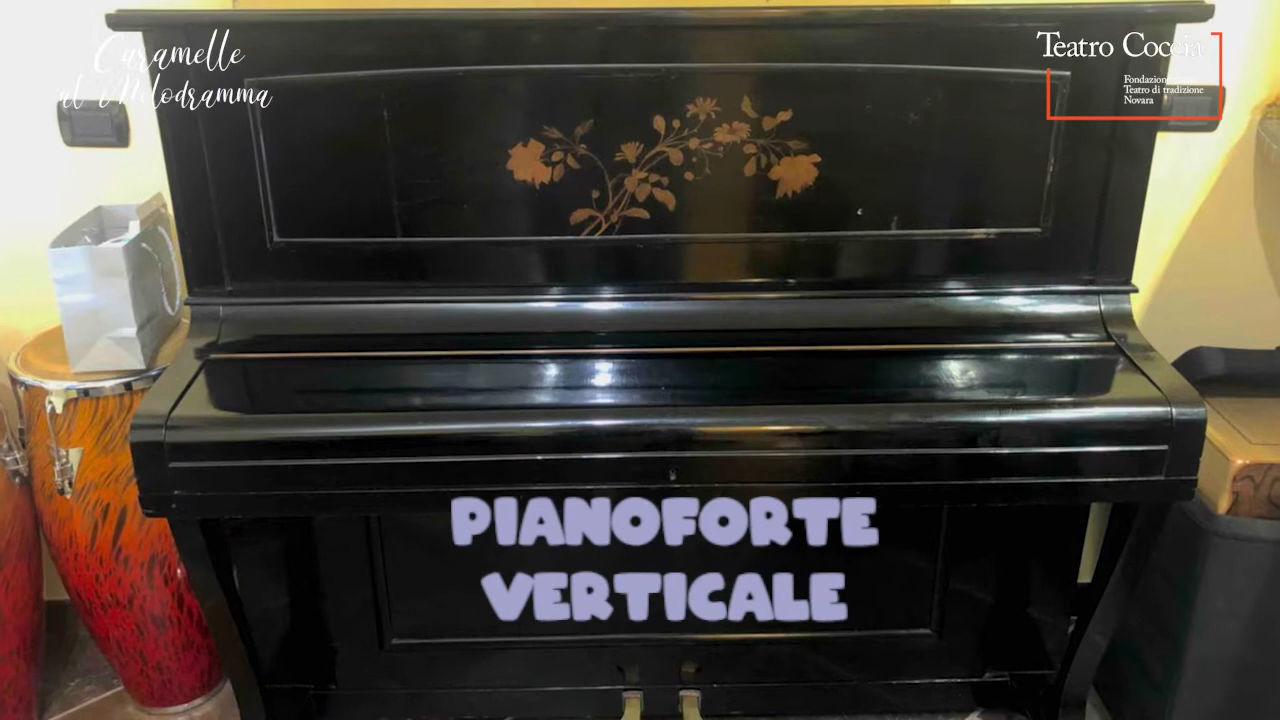 Caramelle
al Melodramma
Teatro Coccia
Fondazione
Teatro di tradizione
Novara
PIANOFORTE
VERTICALE